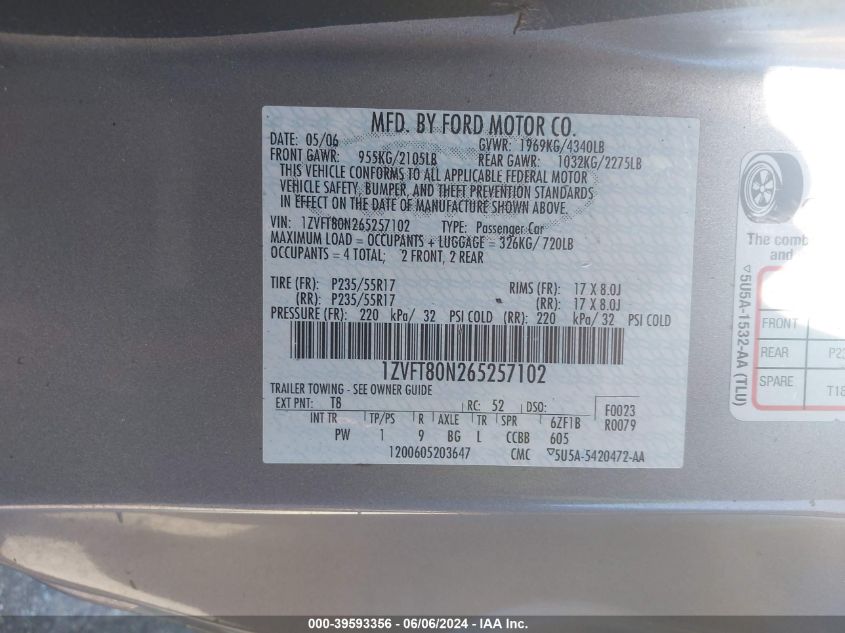 MFD. BY FORD MOTOR CO.
DATE: 05/06 GVWR: 1969KG/4340LB
FRONT GAWR: 955KG/2105LB REAR GAWR: 1032KG/2275LB
THIS VEHICLE CONFORMS TO ALL APPLICABLE FEDERAL MOTOR
VEHICLE SAFETY, BUMPER, AND THEFT PREVENTION STANDARDS
IN EFFECT ON THE DATE OF MANUFACTURE SHOWN ABOVE.
VIN: 1ZVFT80N265257102 TYPE: Passenger Car
MAXIMUM LOAD = OCCUPANTS + LUGGAGE = 326KG/ 720LB
OCCUPANTS = 4 TOTAL; 2 FRONT, 2 REAR
TIRE (FR): P235/55R17 RIMS (FR): 17 X 8.0J
(RR): P235/55R17 (RR): 17 X 8.0J
PRESSURE (FR): 220 kPa/ 32 PSI COLD (RR): 220 kPa/ 32 PSI COLD
1ZVFT80N265257102
TRAILER TOWING - SEE OWNER GUIDE
EXT PNT: T8 RC: 52 DSO: F0023
INT TR TP/PS R AXLE TR SPR 6ZF1B R0079
PW 1 9 BG L CCBB 605
1200605203647 CMC ▽5U5A-5420472-AA
The comb
and
▽5U5A-1532-AA (TLU)
FRONT
REAR P23
SPARE T18
000-39593356 - 06/06/2024 - IAAI.COM